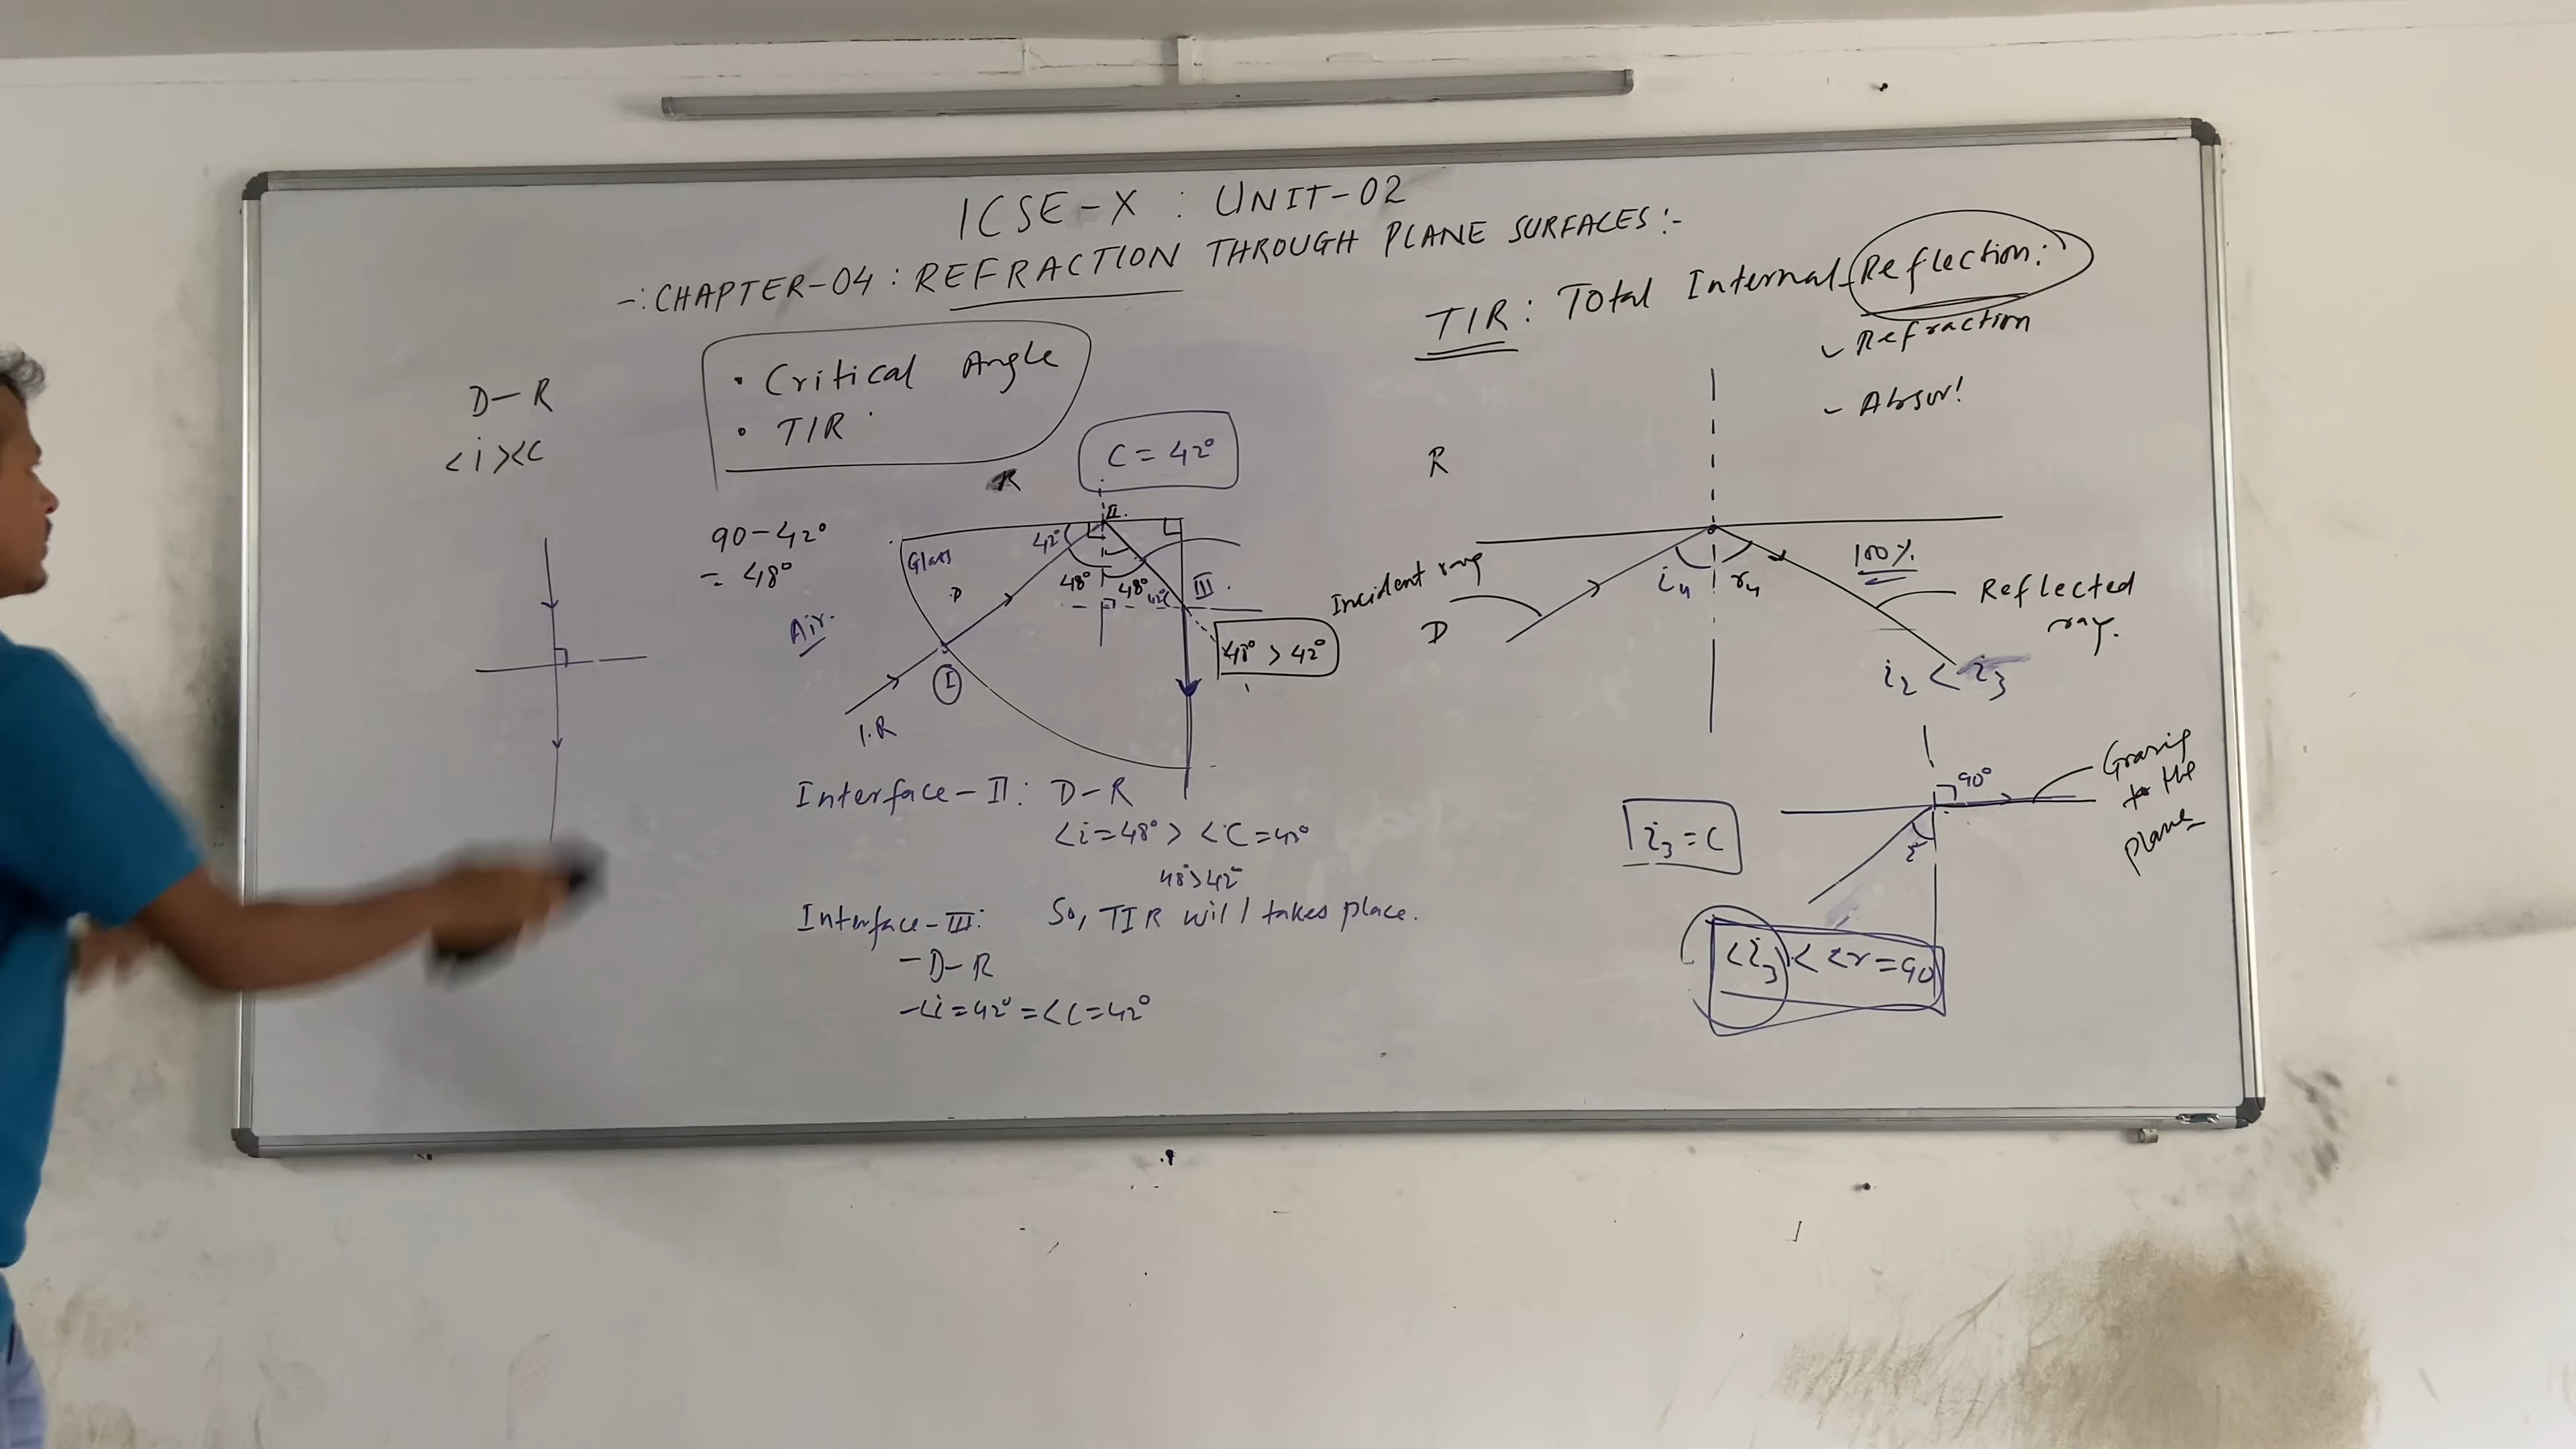 ICSE-X : UNIT-02
-: CHAPTER-04 : REFRACTION THROUGH PLANE SURFACES :-
TIR : Total Internal Reflection:
- Refraction
- Absor!
D-R
<i><C
• Critical Angle
• TIR
C = 42°
R
90-42°
= 48°
Glass
D
Air.
42°
48°
48°
42°
II
III
I
I.R
48° > 42°
Interface-II: D-R
<i=48° > <C=42°
48>42
So, TIR will takes place.
Interface-III:
- D-R
- <i=42° = <C=42°
R
Incident ray
D
i4
r4
100%
Reflected
ray.
i2 < i3
90°
Grazing
to the
plane
i3 = C
<i3 < <r=90